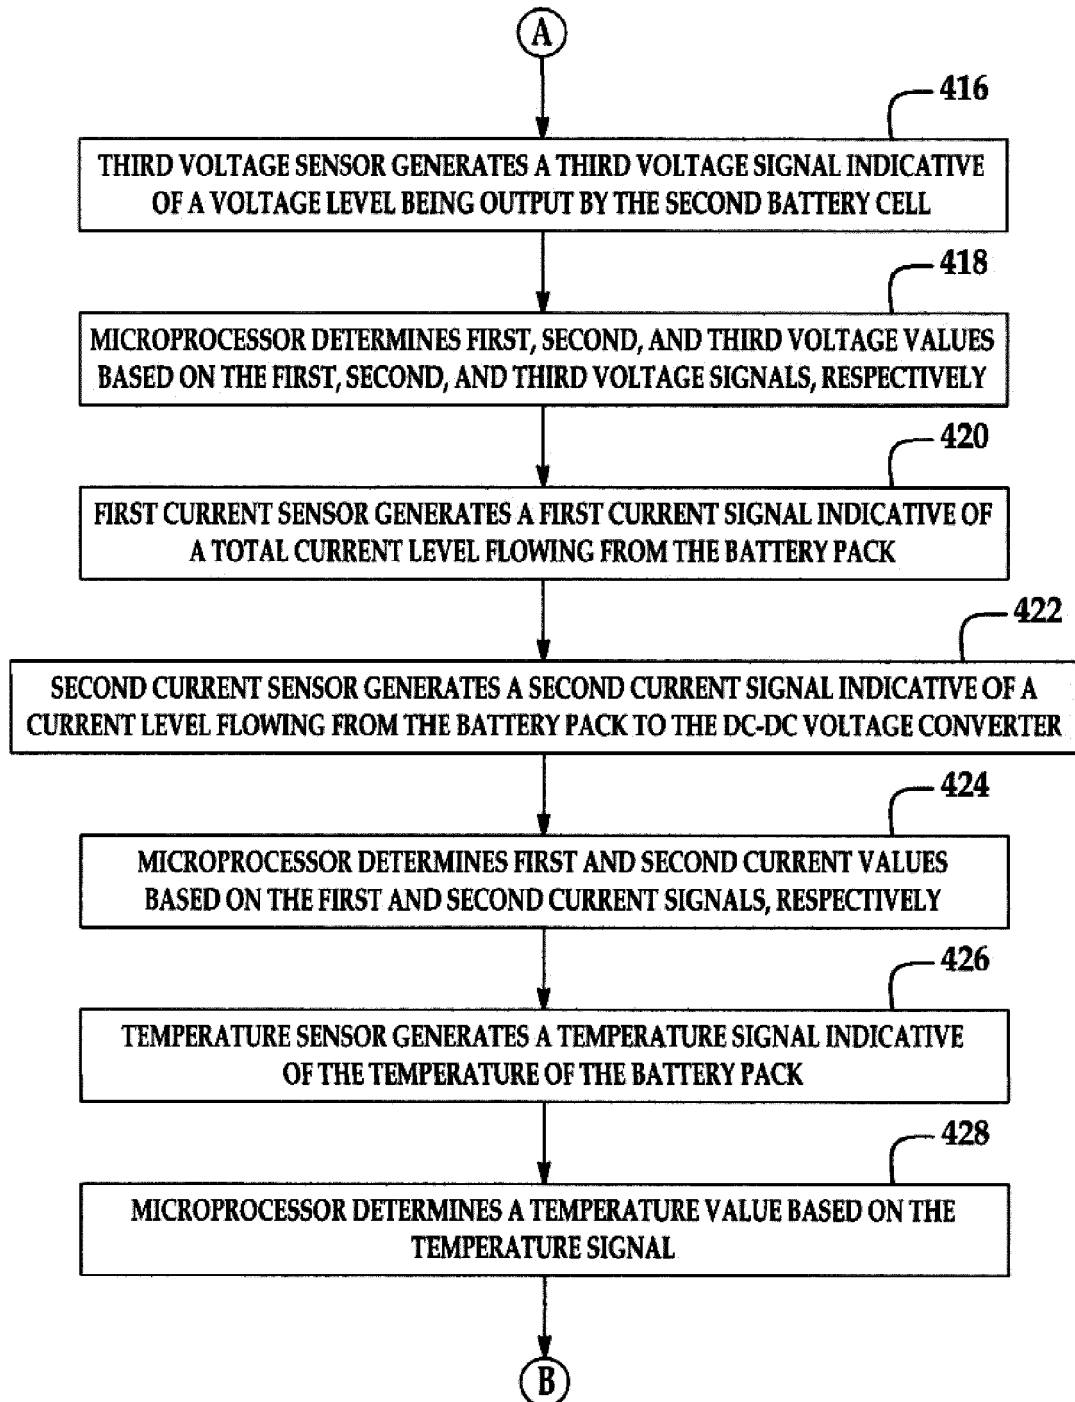 A
416
THIRD VOLTAGE SENSOR GENERATES A THIRD VOLTAGE SIGNAL INDICATIVE
OF A VOLTAGE LEVEL BEING OUTPUT BY THE SECOND BATTERY CELL
418
MICROPROCESSOR DETERMINES FIRST, SECOND, AND THIRD VOLTAGE VALUES
BASED ON THE FIRST, SECOND, AND THIRD VOLTAGE SIGNALS, RESPECTIVELY
420
FIRST CURRENT SENSOR GENERATES A FIRST CURRENT SIGNAL INDICATIVE OF
A TOTAL CURRENT LEVEL FLOWING FROM THE BATTERY PACK
422
SECOND CURRENT SENSOR GENERATES A SECOND CURRENT SIGNAL INDICATIVE OF A
CURRENT LEVEL FLOWING FROM THE BATTERY PACK TO THE DC-DC VOLTAGE CONVERTER
424
MICROPROCESSOR DETERMINES FIRST AND SECOND CURRENT VALUES
BASED ON THE FIRST AND SECOND CURRENT SIGNALS, RESPECTIVELY
426
TEMPERATURE SENSOR GENERATES A TEMPERATURE SIGNAL INDICATIVE
OF THE TEMPERATURE OF THE BATTERY PACK
428
MICROPROCESSOR DETERMINES A TEMPERATURE VALUE BASED ON THE
TEMPERATURE SIGNAL
B